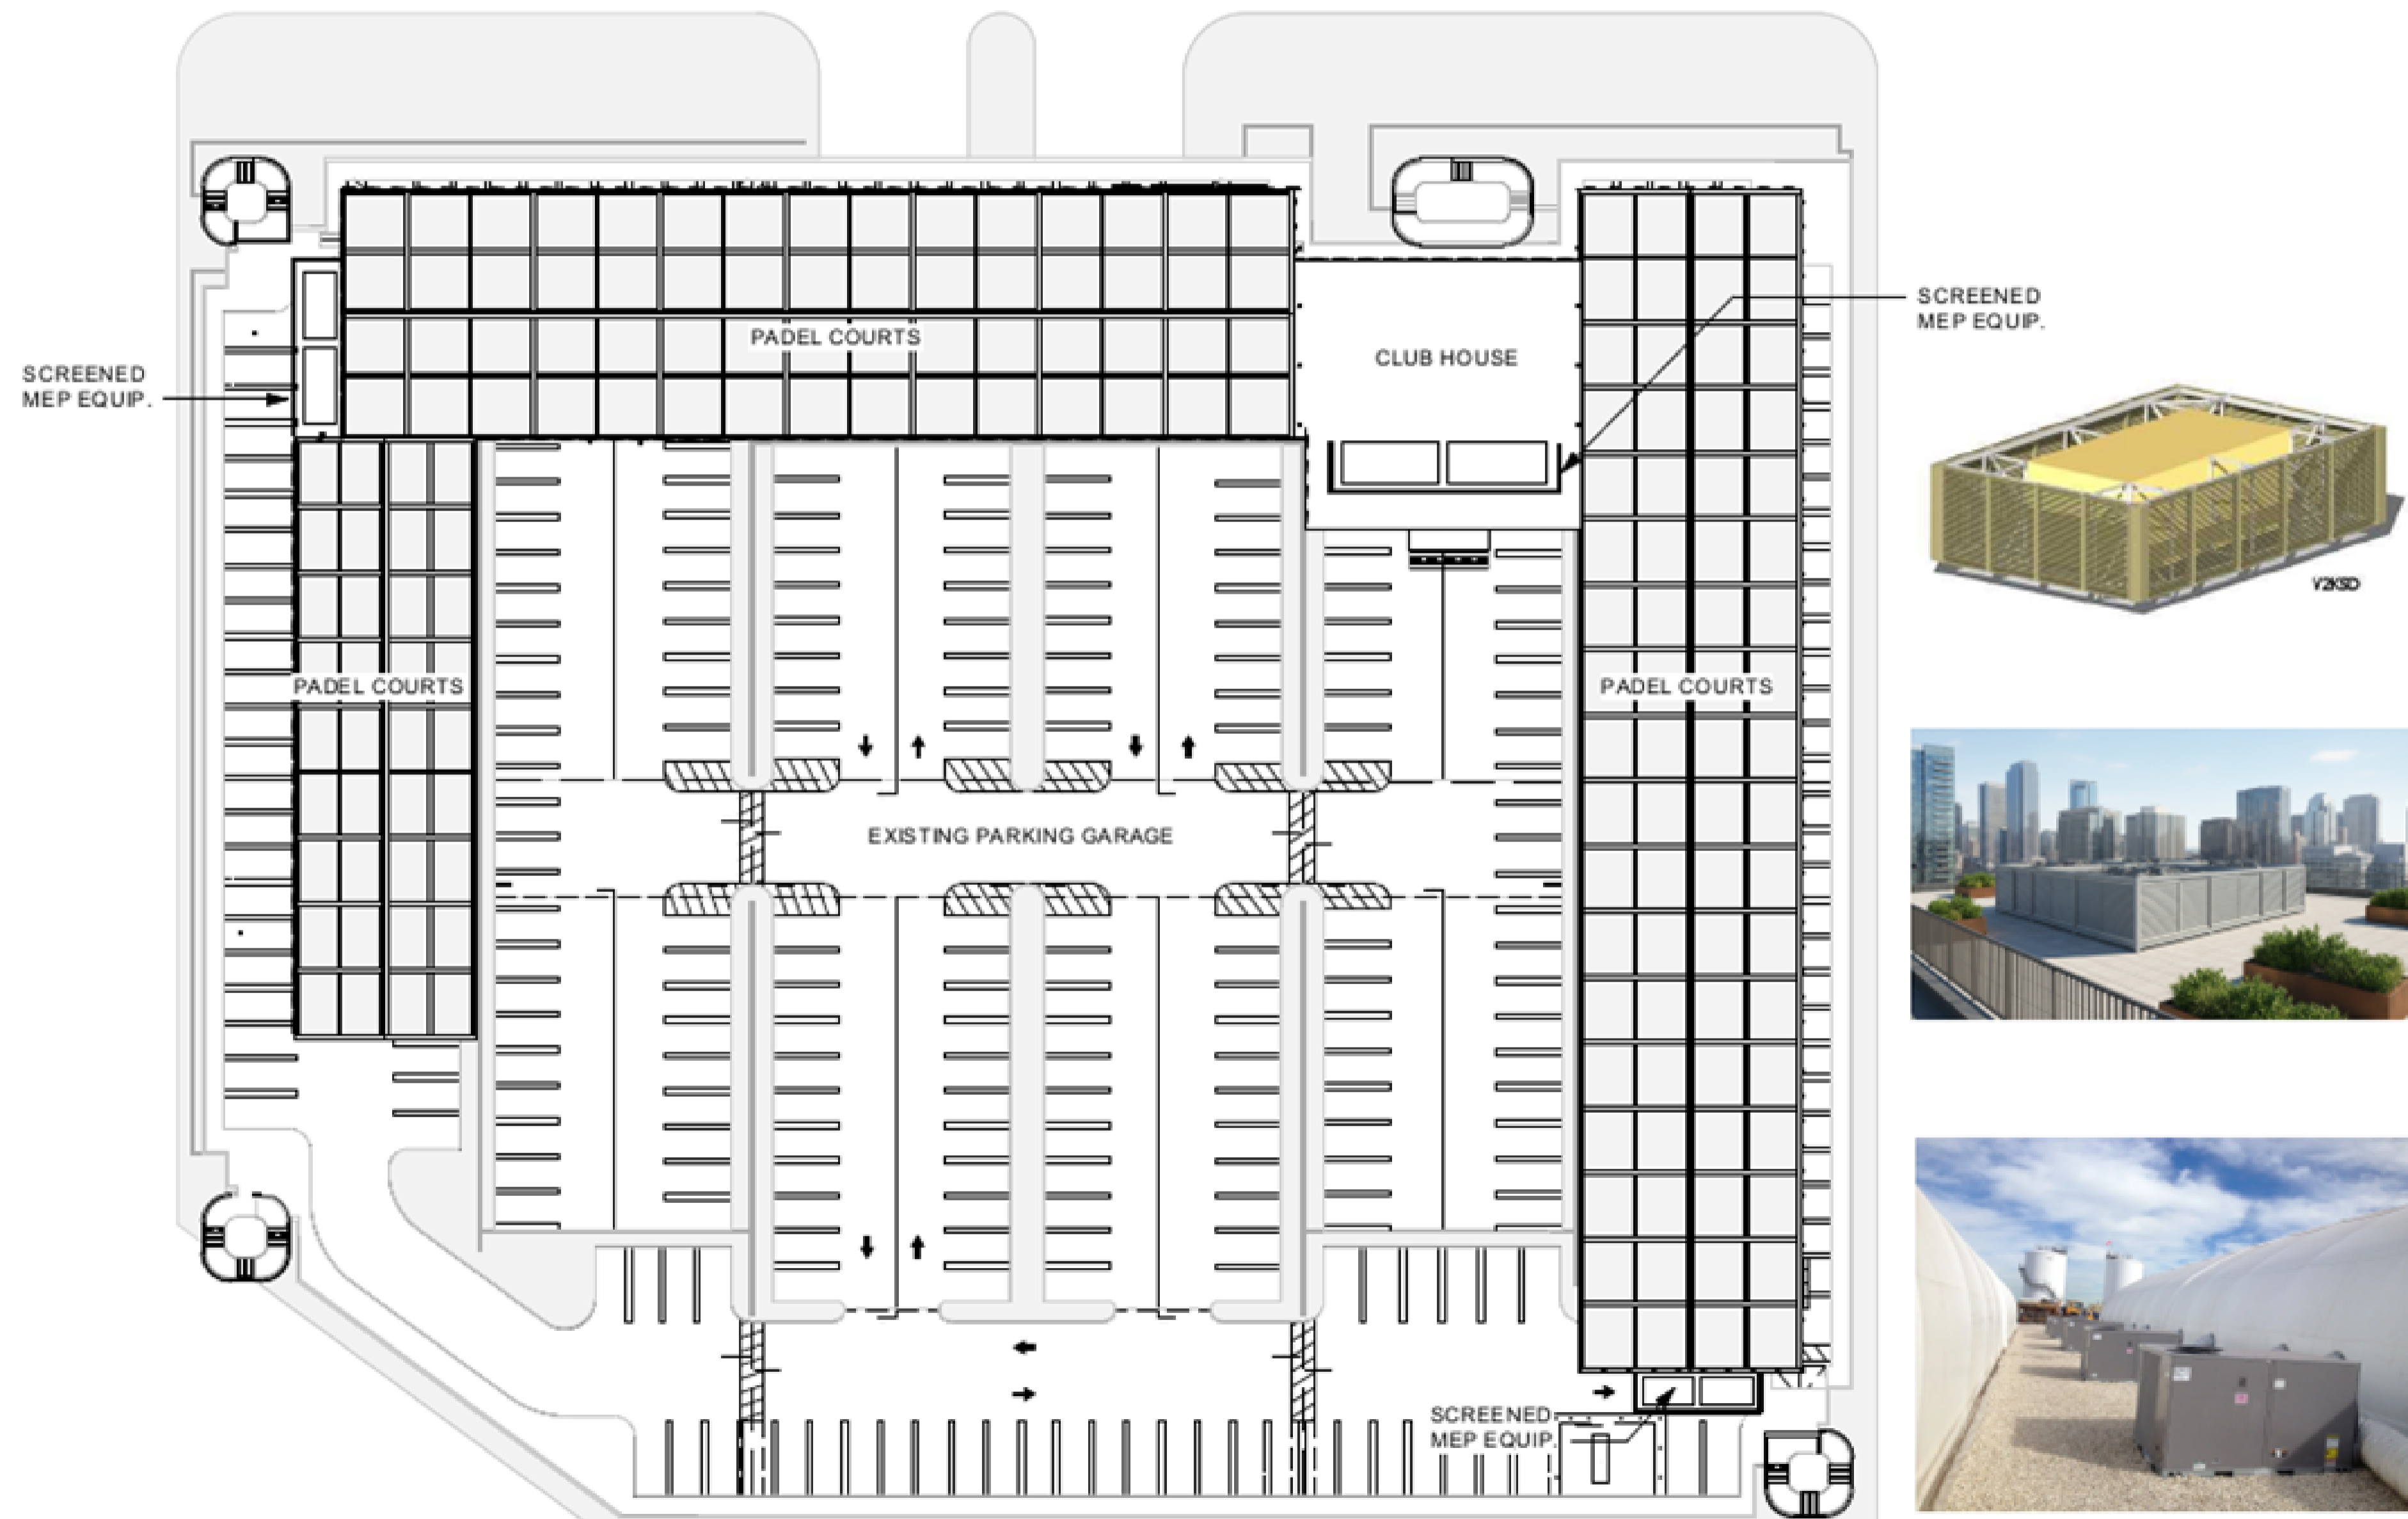 SCREENED
MEP EQUIP.
PADEL COURTS
CLUB HOUSE
SCREENED
MEP EQUIP.
V2KSD
PADEL COURTS
PADEL COURTS
EXISTING PARKING GARAGE
SCREENED
MEP EQUIP.